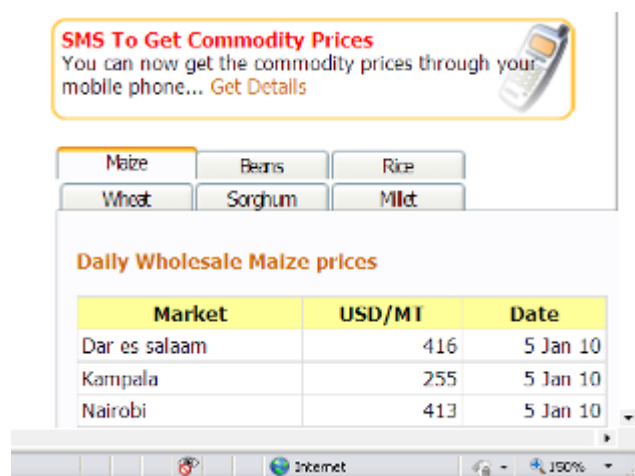 SMS To Get Commodity Prices
You can now get the commodity prices through your
mobile phone... Get Details
Maize Beans Rice
Wheat Sorghum Millet
Daily Wholesale Maize prices
Market USD/MT Date
Dar es salaam 416 5 Jan 10
Kampala 255 5 Jan 10
Nairobi 413 5 Jan 10
Internet 150%